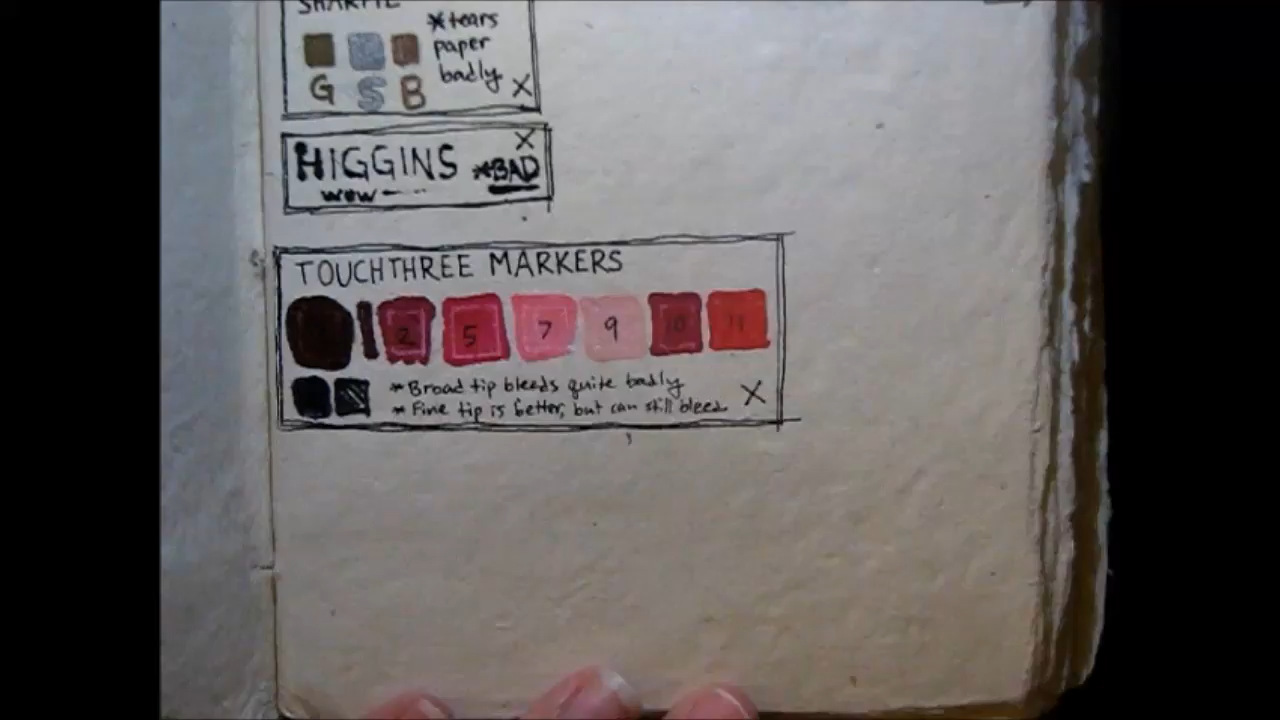 SHARPIE
*tears
paper
badly
G S B X
X
HIGGINS *BAD
wow
TOUCHTHREE MARKERS
2 5 7 9 10 11
*Broad tip bleeds quite badly
*Fine tip is better, but can still bleed X